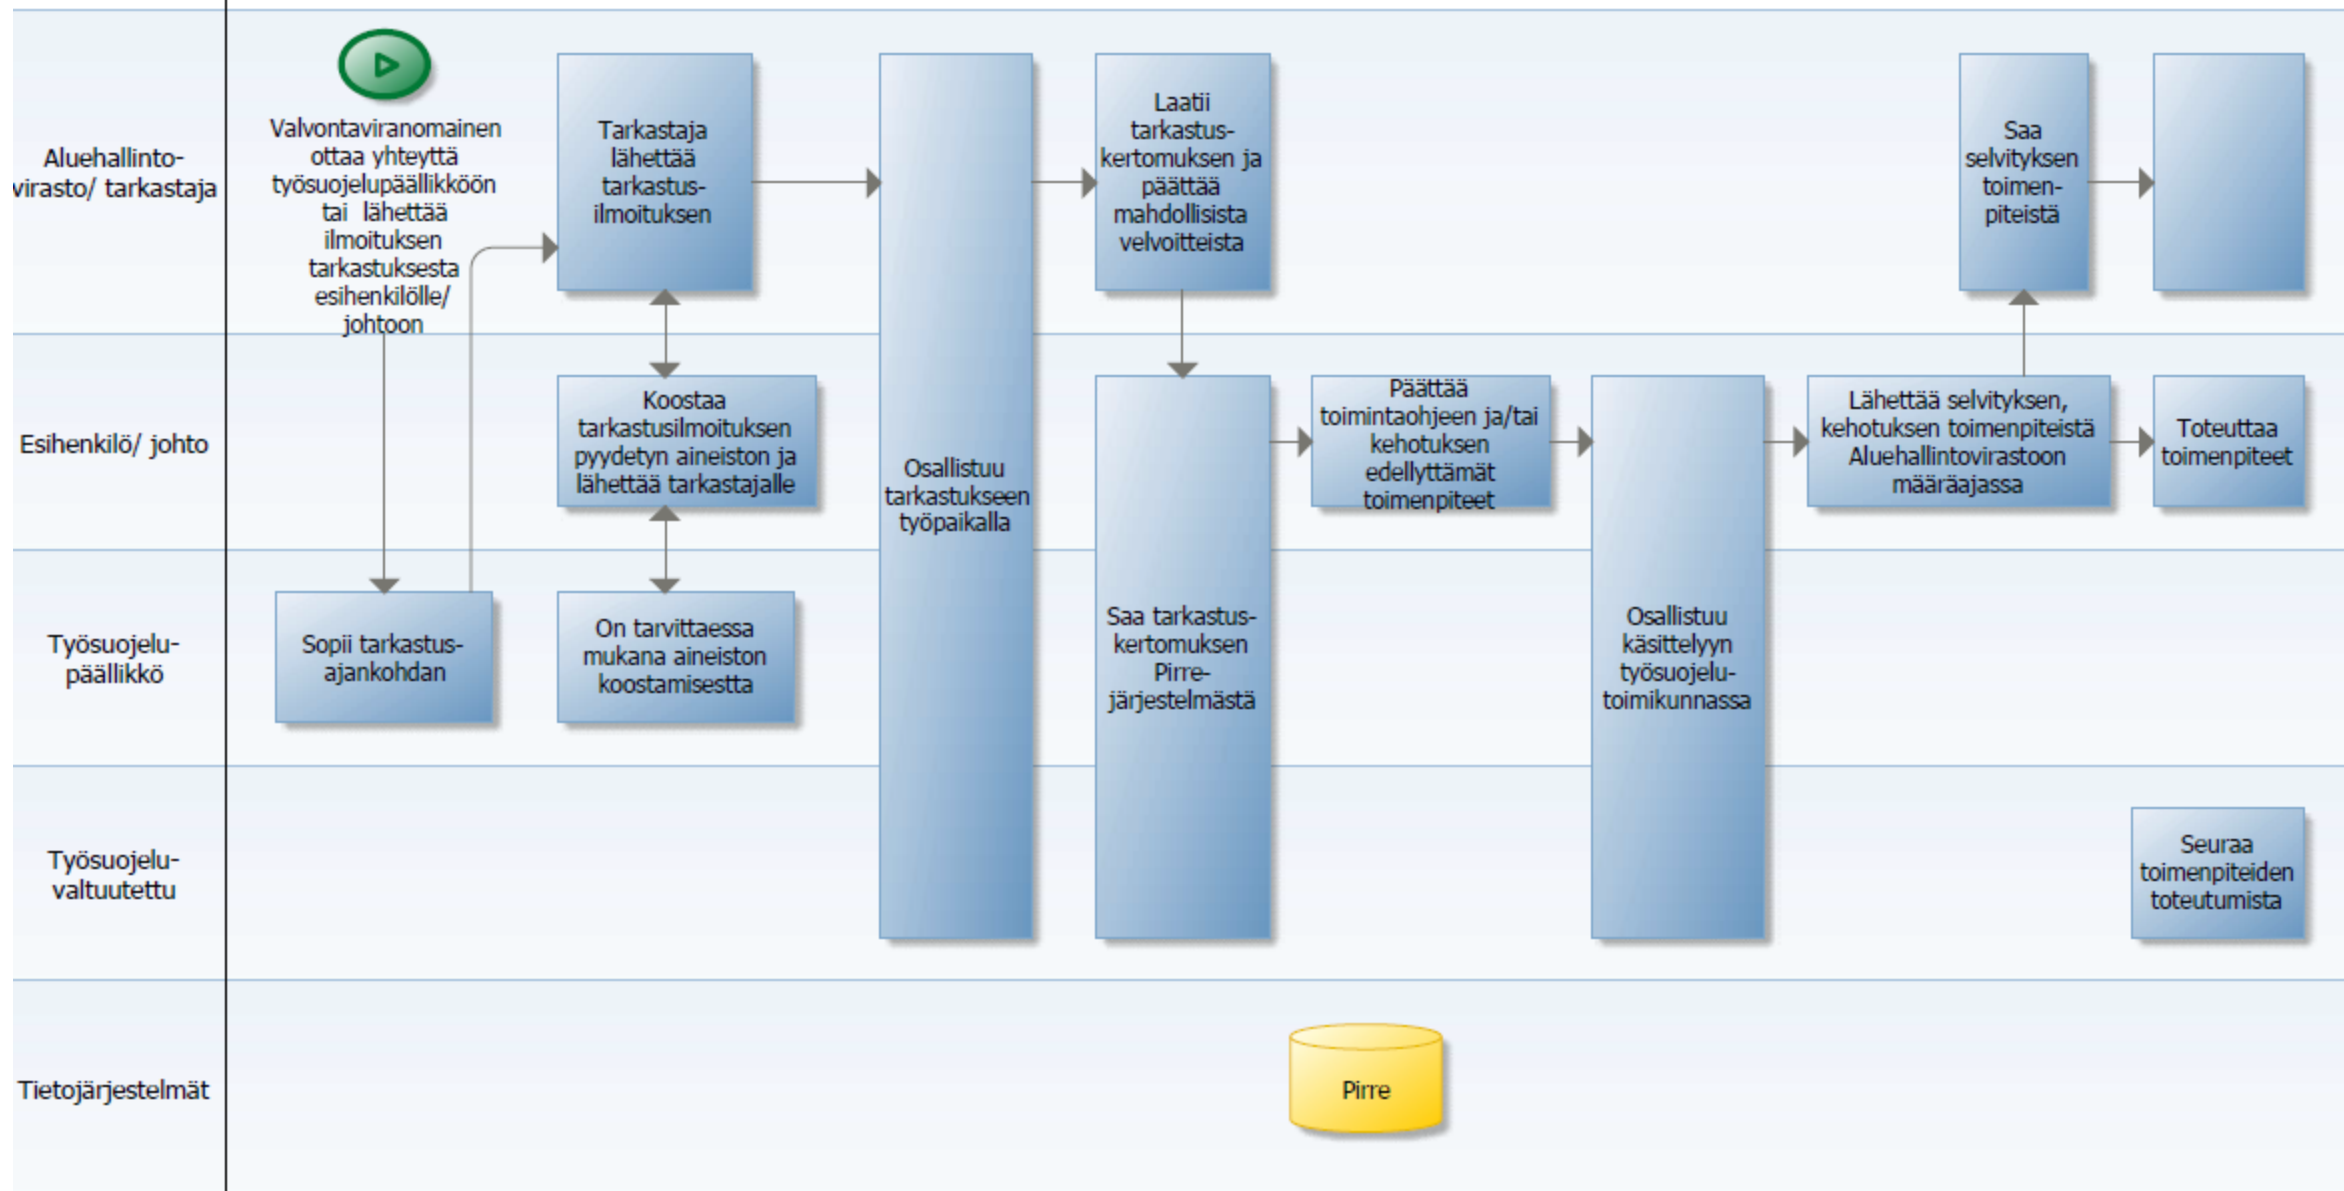 Aluehallinto-
virasto/ tarkastaja
Valvontaviranomainen
ottaa yhteyttä
työsuojelupäällikköön
tai lähettää
ilmoituksen
tarkastuksesta
esihenkilölle/
johtoon
Tarkastaja
lähettää
tarkastus-
ilmoituksen
Laatii
tarkastus-
kertomuksen ja
päättää
mahdollisista
velvoitteista
Saa
selvityksen
toimen-
piteistä
Esihenkilö/ johto
Koostaa
tarkastusilmoituksen
pyydetyn aineiston ja
lähettää tarkastajalle
Osallistuu
tarkastukseen
työpaikalla
Päättää
toimintaohjeen ja/tai
kehotuksen
edellyttämät
toimenpiteet
Lähettää selvityksen,
kehotuksen toimenpiteistä
Aluehallintovirastoon
määräajassa
Toteuttaa
toimenpiteet
Työsuojelu-
päällikkö
Sopii tarkastus-
ajankohdan
On tarvittaessa
mukana aineiston
koostamisestta
Saa tarkastus-
kertomuksen
Pirre-
järjestelmästä
Osallistuu
käsittelyyn
työsuojelu-
toimikunnassa
Työsuojelu-
valtuutettu
Seuraa
toimenpiteiden
toteutumista
Tietojärjestelmät
Pirre